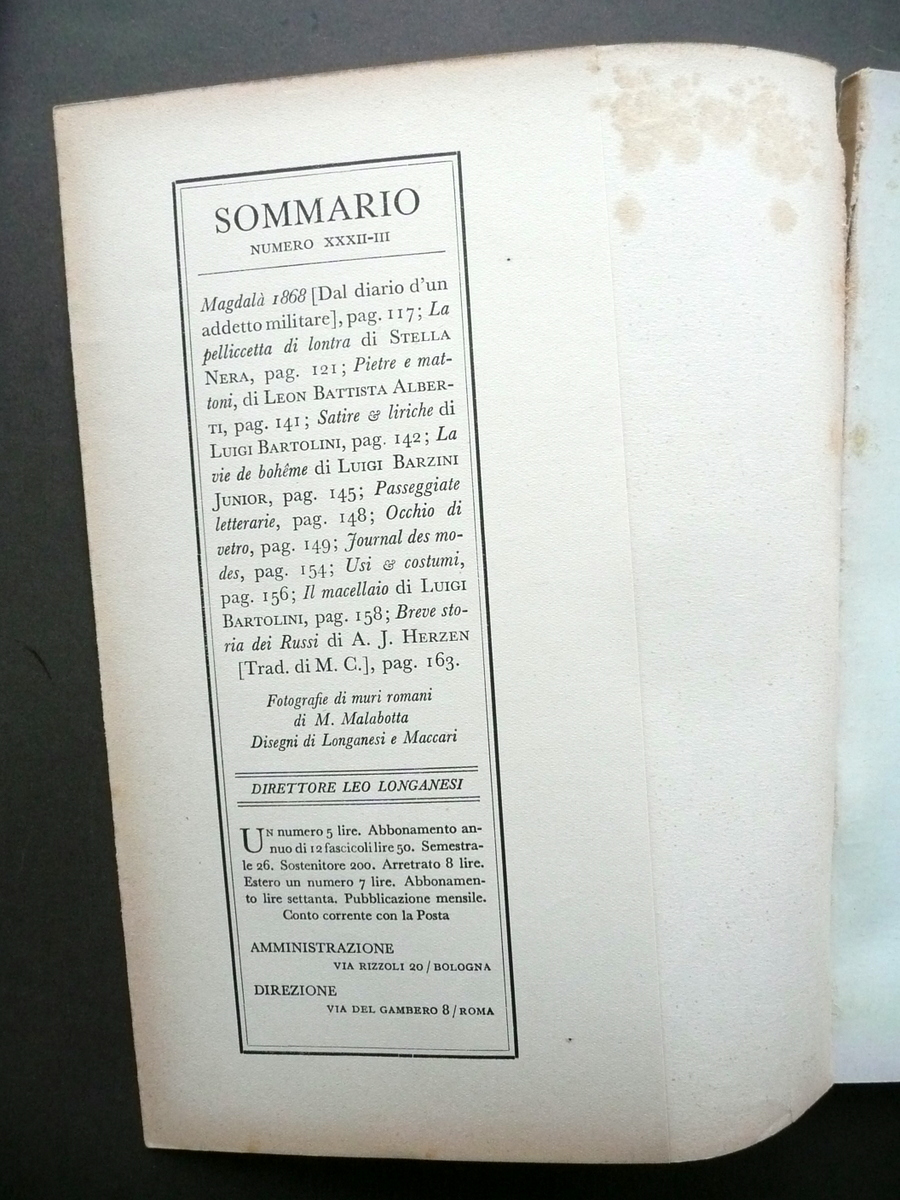 SOMMARIO
NUMERO XXXII-III
Magdalà 1868 [Dal diario d'un
addetto militare], pag. 117; La
pelliccetta di lontra di STELLA
NERA, pag. 121; Pietre e mat-
toni, di LEON BATTISTA ALBER-
TI, pag. 141; Satire & liriche di
LUIGI BARTOLINI, pag. 142; La
vie de bohême di LUIGI BARZINI
JUNIOR, pag. 145; Passeggiate
letterarie, pag. 148; Occhio di
vetro, pag. 149; Journal des mo-
des, pag. 154; Usi & costumi,
pag. 156; Il macellaio di LUIGI
BARTOLINI, pag. 158; Breve sto-
ria dei Russi di A. J. HERZEN
[Trad. di M. C.], pag. 163.
Fotografie di muri romani
di M. Malabotta
Disegni di Longanesi e Maccari
DIRETTORE LEO LONGANESI
UN numero 5 lire. Abbonamento an-
nuo di 12 fascicoli lire 50. Semestra-
le 26. Sostenitore 200. Arretrato 8 lire.
Estero un numero 7 lire. Abbonamen-
to lire settanta. Pubblicazione mensile.
Conto corrente con la Posta
AMMINISTRAZIONE
VIA RIZZOLI 20 / BOLOGNA
DIREZIONE
VIA DEL GAMBERO 8 / ROMA